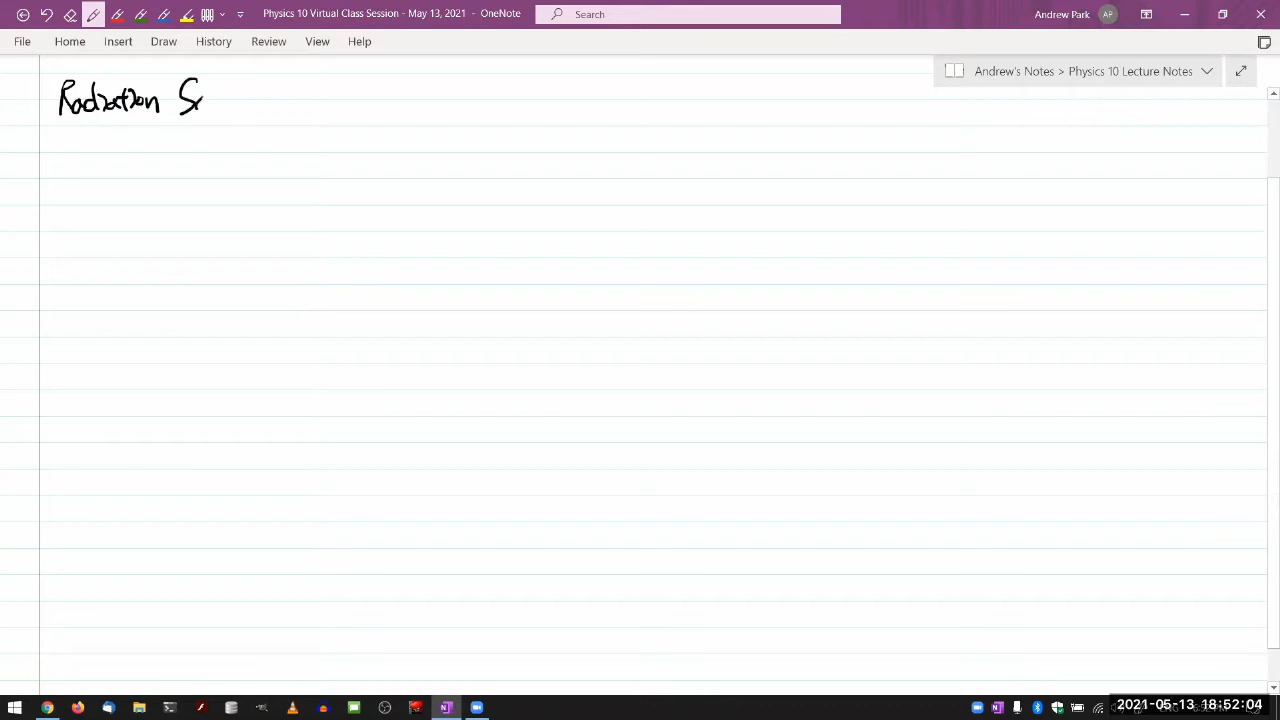 Physics 10 Virtual Class Session - May 13, 2021 - OneNote
Search
Andrew Park AP
File Home Insert Draw History Review View Help
Andrew's Notes > Physics 10 Lecture Notes
Radiation
2021-05-13 18:52:04